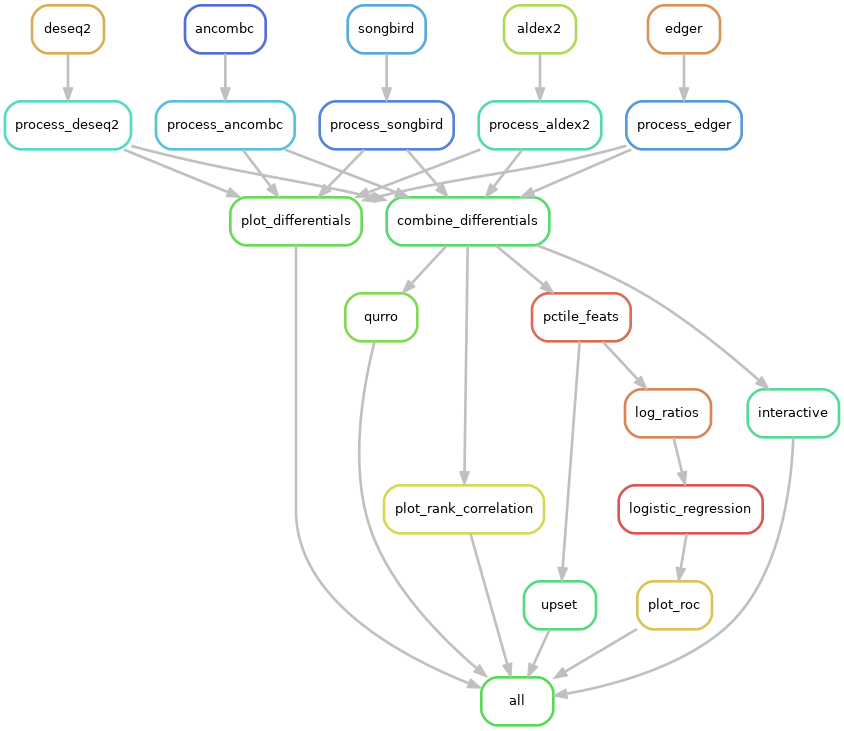 deseq2
ancombc
songbird
aldex2
edger
process_deseq2
process_ancombc
process_songbird
process_aldex2
process_edger
plot_differentials
combine_differentials
qurro
pctile_feats
log_ratios
interactive
plot_rank_correlation
logistic_regression
upset
plot_roc
all